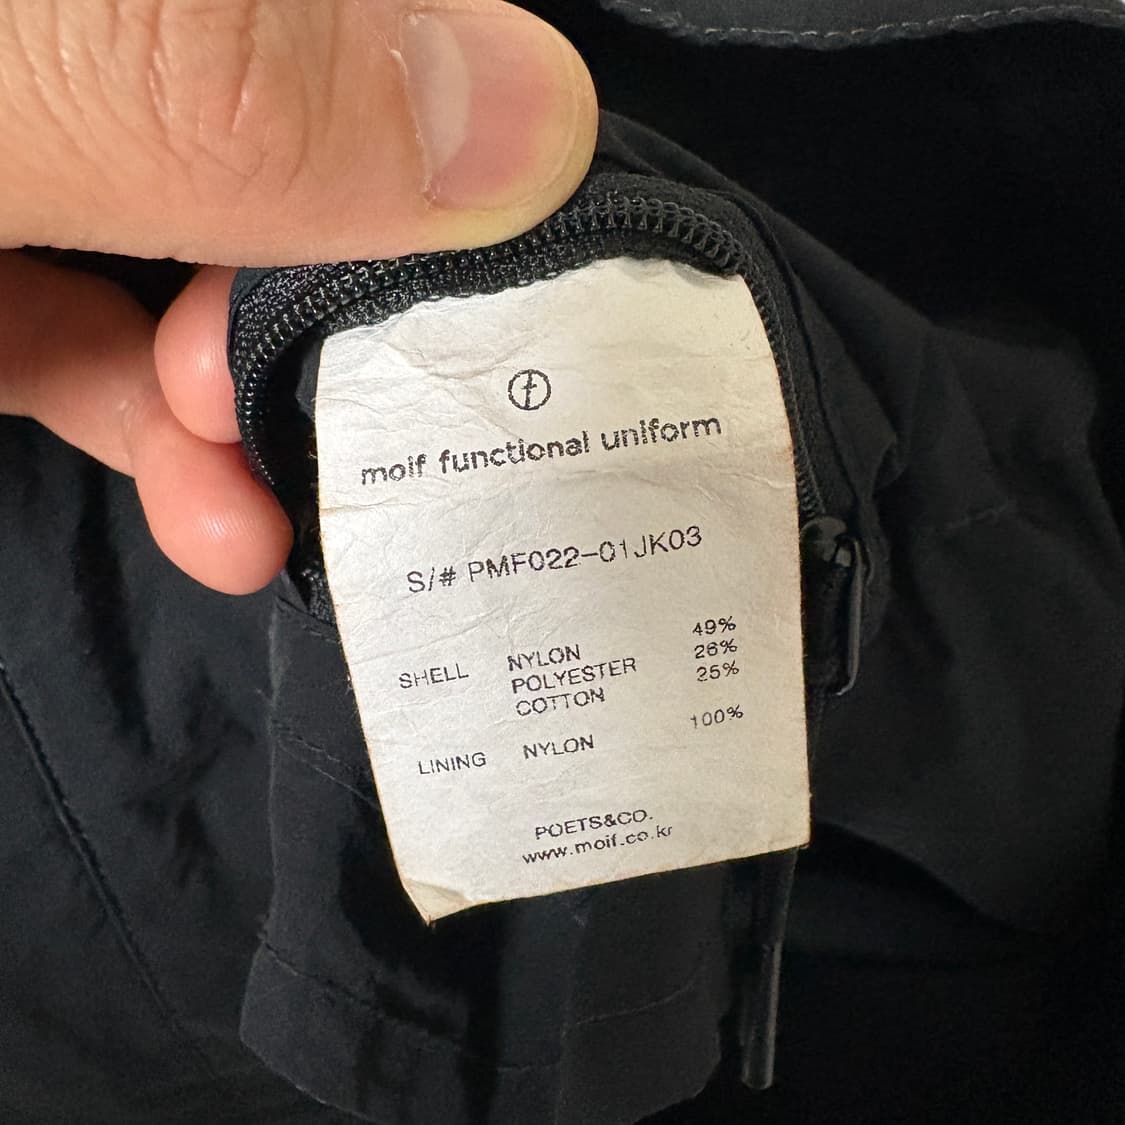 moif functional uniform
S/# PMF022-01JK03
SHELL NYLON 49%
POLYESTER 26%
COTTON 25%
LINING NYLON 100%
POETS&CO.
www.moif.co.kr